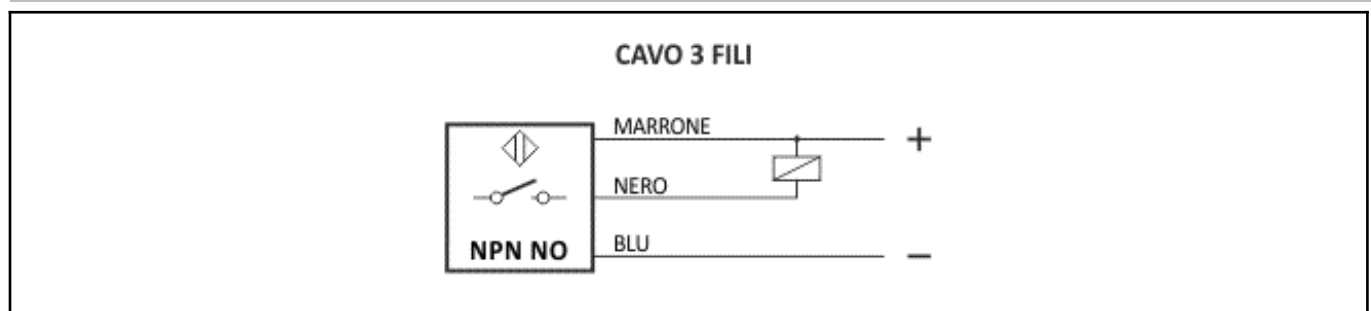 CAVO 3 FILI
MARRONE
+
NERO
NPN NO
BLU
−